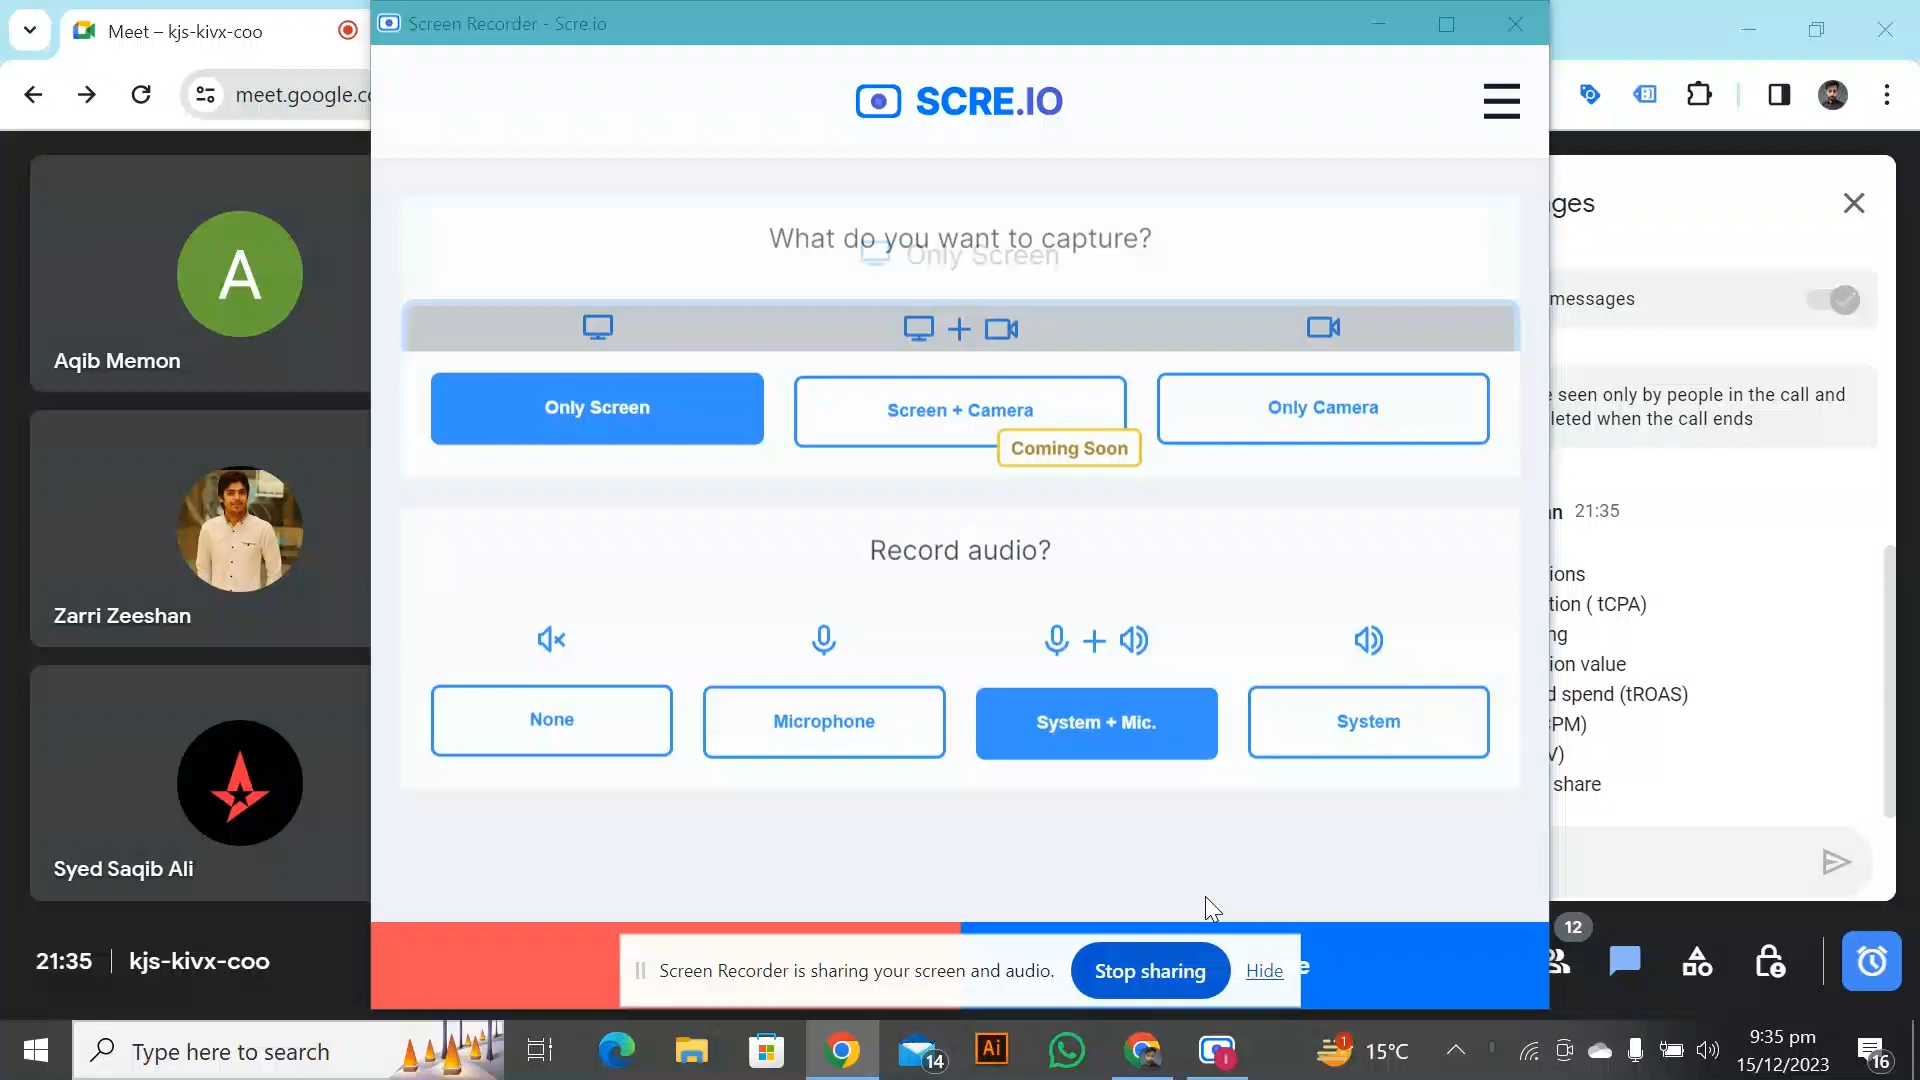 Meet – kjs-kivx-coo
Screen Recorder - Scre.io
meet.google.co
SCRE.IO
What do you want to capture?
Only Screen
Only Screen
Screen + Camera
Only Camera
Coming Soon
Record audio?
None
Microphone
System + Mic.
System
A
Aqib Memon
Zarri Zeeshan
Syed Saqib Ali
ges
messages
seen only by people in the call and
leted when the call ends
an 21:35
ions
tion ( tCPA)
ng
ion value
d spend (tROAS)
CPM)
V)
share
21:35
kjs-kivx-coo
Screen Recorder is sharing your screen and audio.
Stop sharing
Hide
e
12
Type here to search
14
Ai
1
15°C
9:35 pm
15/12/2023
16